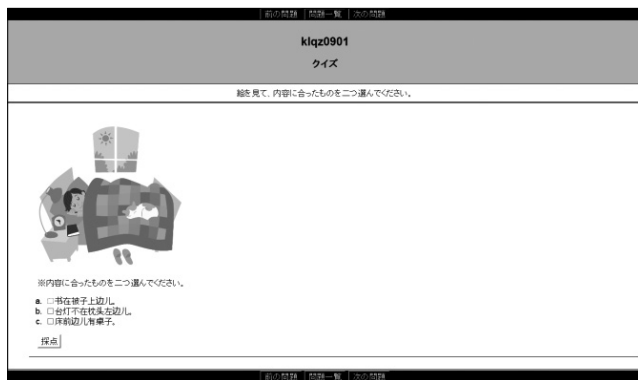 前の問題 | 問題一覧 | 次の問題
klqz0901
クイズ
絵を見て、内容に合ったものを二つ選んでください。
※内容に合ったものを二つ選んでください。
a. □书在被子上边儿。
b. □台灯不在枕头左边儿。
c. □床前边儿有桌子。
採点
前の問題 | 問題一覧 | 次の問題